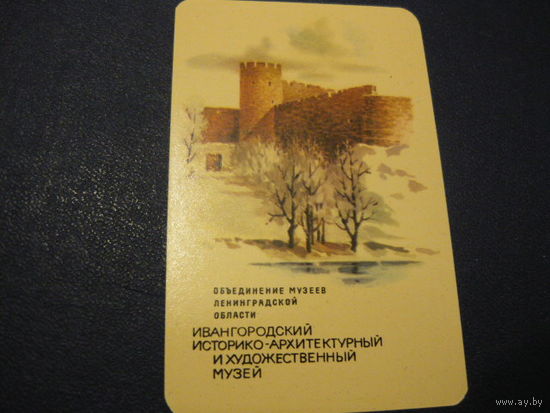 ОБЪЕДИНЕНИЕ МУЗЕЕВ
ЛЕНИНГРАДСКОЙ
ОБЛАСТИ
ИВАНГОРОДСКИЙ
ИСТОРИКО-АРХИТЕКТУРНЫЙ
И ХУДОЖЕСТВЕННЫЙ
МУЗЕЙ
www.ay.by